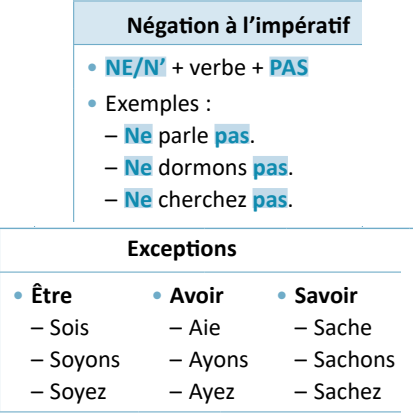 Négation à l'impératif
• NE/N' + verbe + PAS
• Exemples :
– Ne parle pas.
– Ne dormons pas.
– Ne cherchez pas.
Exceptions
• Être • Avoir • Savoir
– Sois – Aie – Sache
– Soyons – Ayons – Sachons
– Soyez – Ayez – Sachez